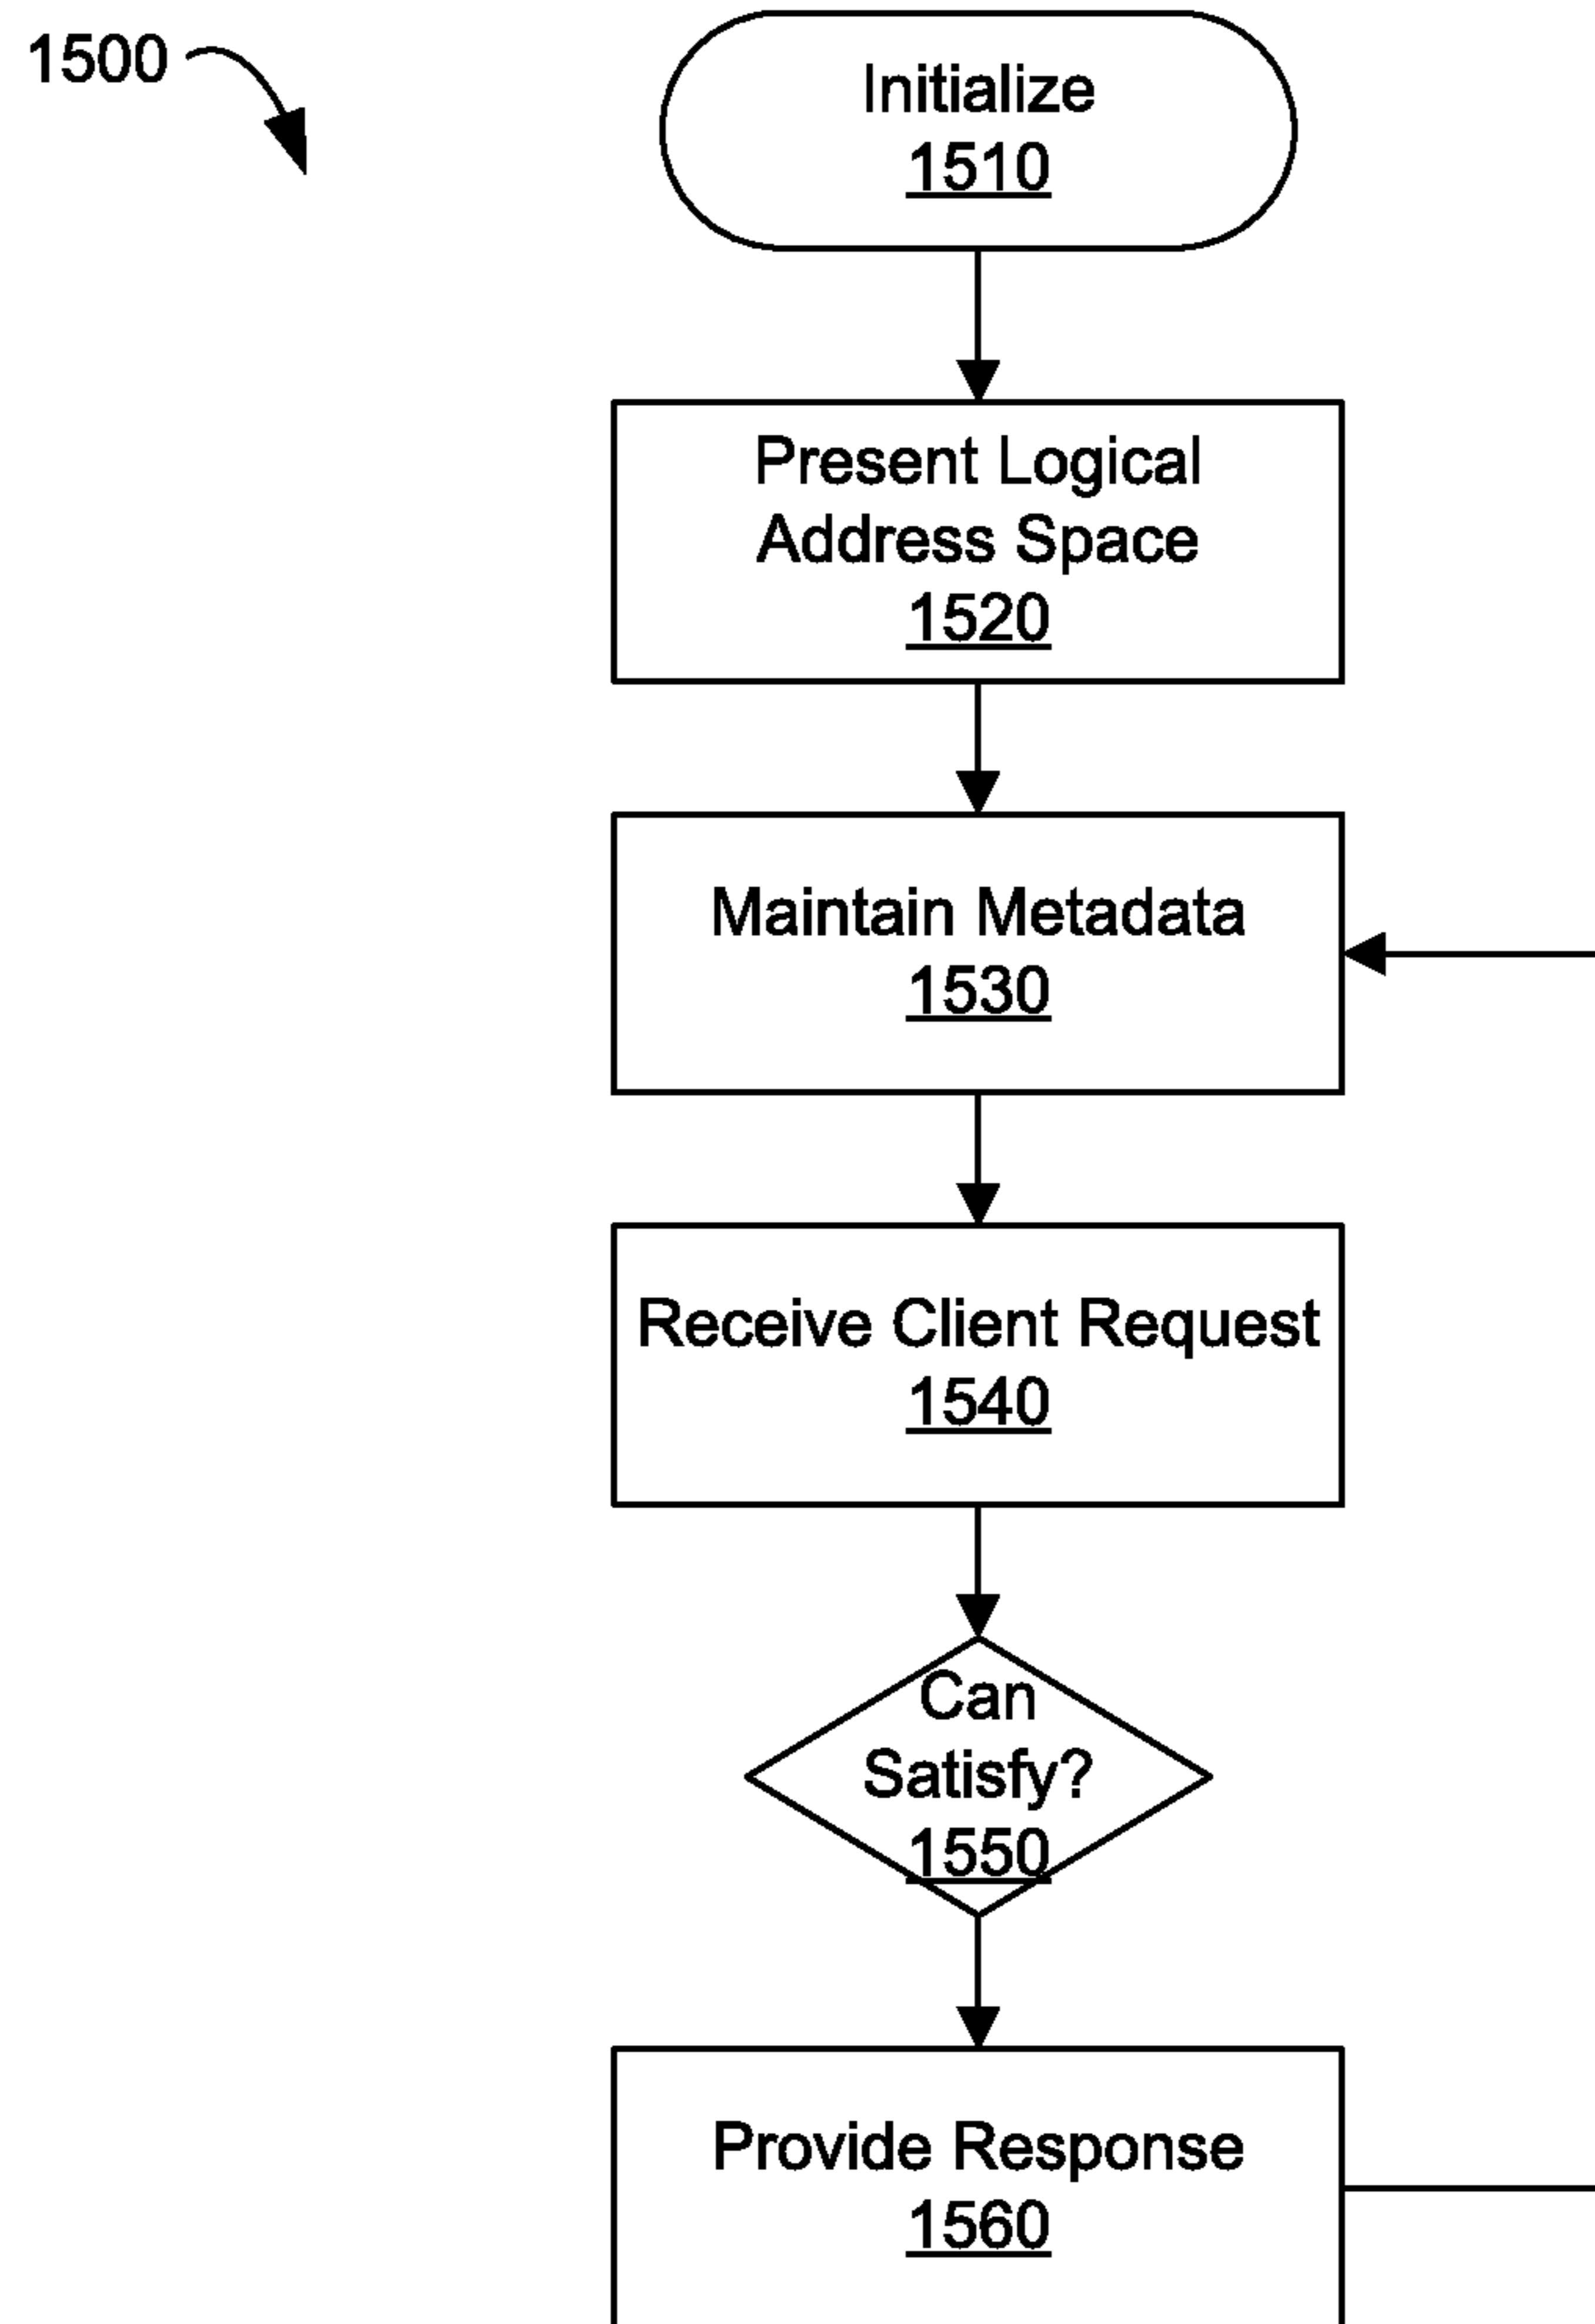 1500
Initialize
1510
Present Logical
Address Space
1520
Maintain Metadata
1530
Receive Client Request
1540
Can
Satisfy?
1550
Provide Response
1560